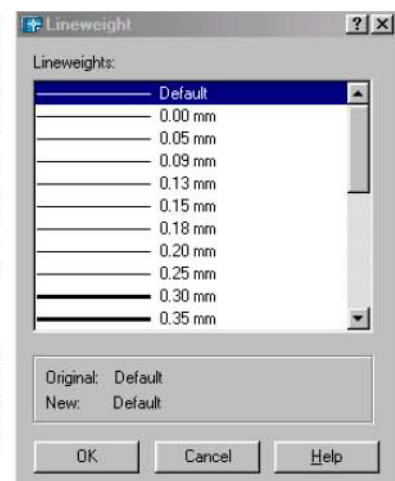 Lineweight
Lineweights:
Default
0.00 mm
0.05 mm
0.09 mm
0.13 mm
0.15 mm
0.18 mm
0.20 mm
0.25 mm
0.30 mm
0.35 mm
Original: Default
New: Default
OK Cancel Help